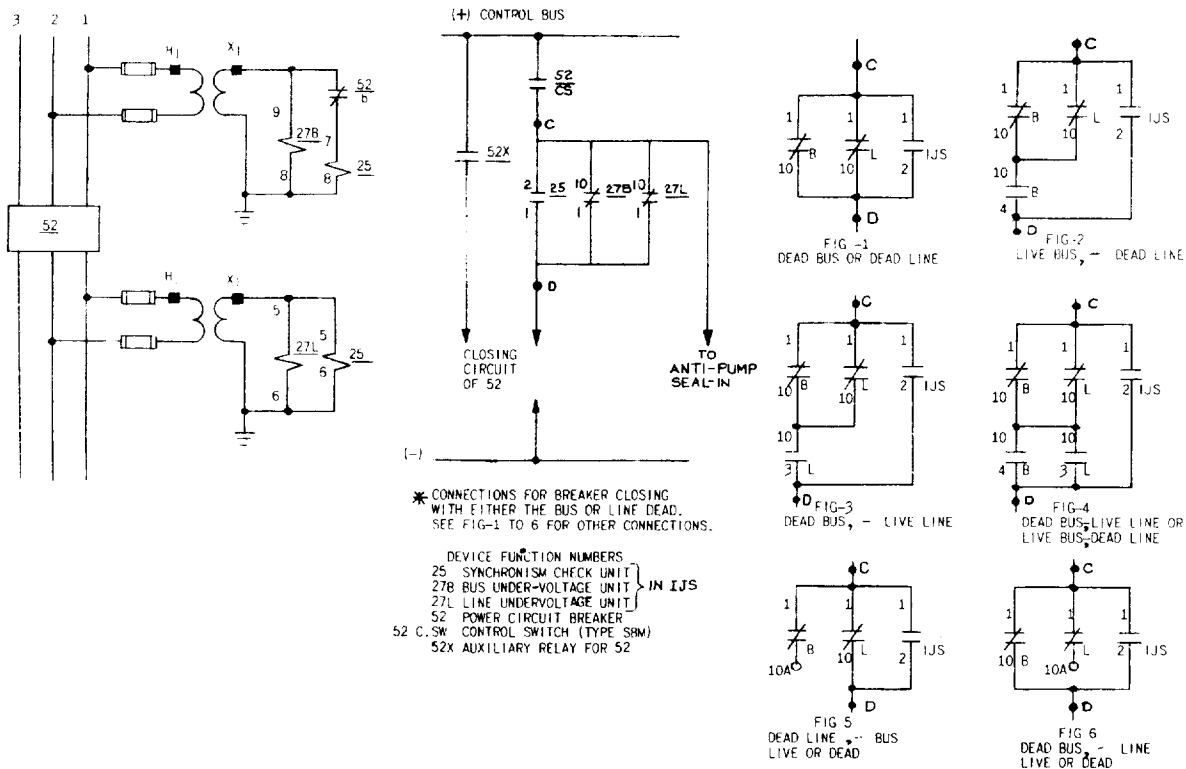 3 2 1
H1 X1
52
b
9
27B 7
25
8 8
52
H X1
5 5
27L 25
6 6
(+) CONTROL BUS
52
CS
C
52X
2 25 10 27B 10 27L
1 1 1
D
CLOSING
CIRCUIT
OF 52
TO
ANTI-PUMP
SEAL-IN
(-)
* CONNECTIONS FOR BREAKER CLOSING
WITH EITHER THE BUS OR LINE DEAD.
SEE FIG-1 TO 6 FOR OTHER CONNECTIONS.
DEVICE FUNCTION NUMBERS
25 SYNCHRONISM CHECK UNIT
27B BUS UNDER-VOLTAGE UNIT
27L LINE UNDERVOLTAGE UNIT
IN IJS
52 POWER CIRCUIT BREAKER
52 C.SW CONTROL SWITCH (TYPE SBM)
52X AUXILIARY RELAY FOR 52
C
1 1 1
B L IJS
10 10 2
D
FIG-1
DEAD BUS OR DEAD LINE
C
1 1 1
B L IJS
10 10 2
10
B
4
D
FIG-2
LIVE BUS, - DEAD LINE
C
1 1 1
B L IJS
10 10 2
10
3 L
D
FIG-3
DEAD BUS, - LIVE LINE
C
1 1 1
B L IJS
10 10 2
10 10
4 B 3 L
D
FIG-4
DEAD BUS,-LIVE LINE OR
LIVE BUS,-DEAD LINE
C
1 1 1
B L IJS
10A 10 2
D
FIG 5
DEAD LINE ,- BUS
LIVE OR DEAD
C
1 1 1
10 B L IJS
10A 2
D
FIG 6
DEAD BUS, - LINE
LIVE OR DEAD